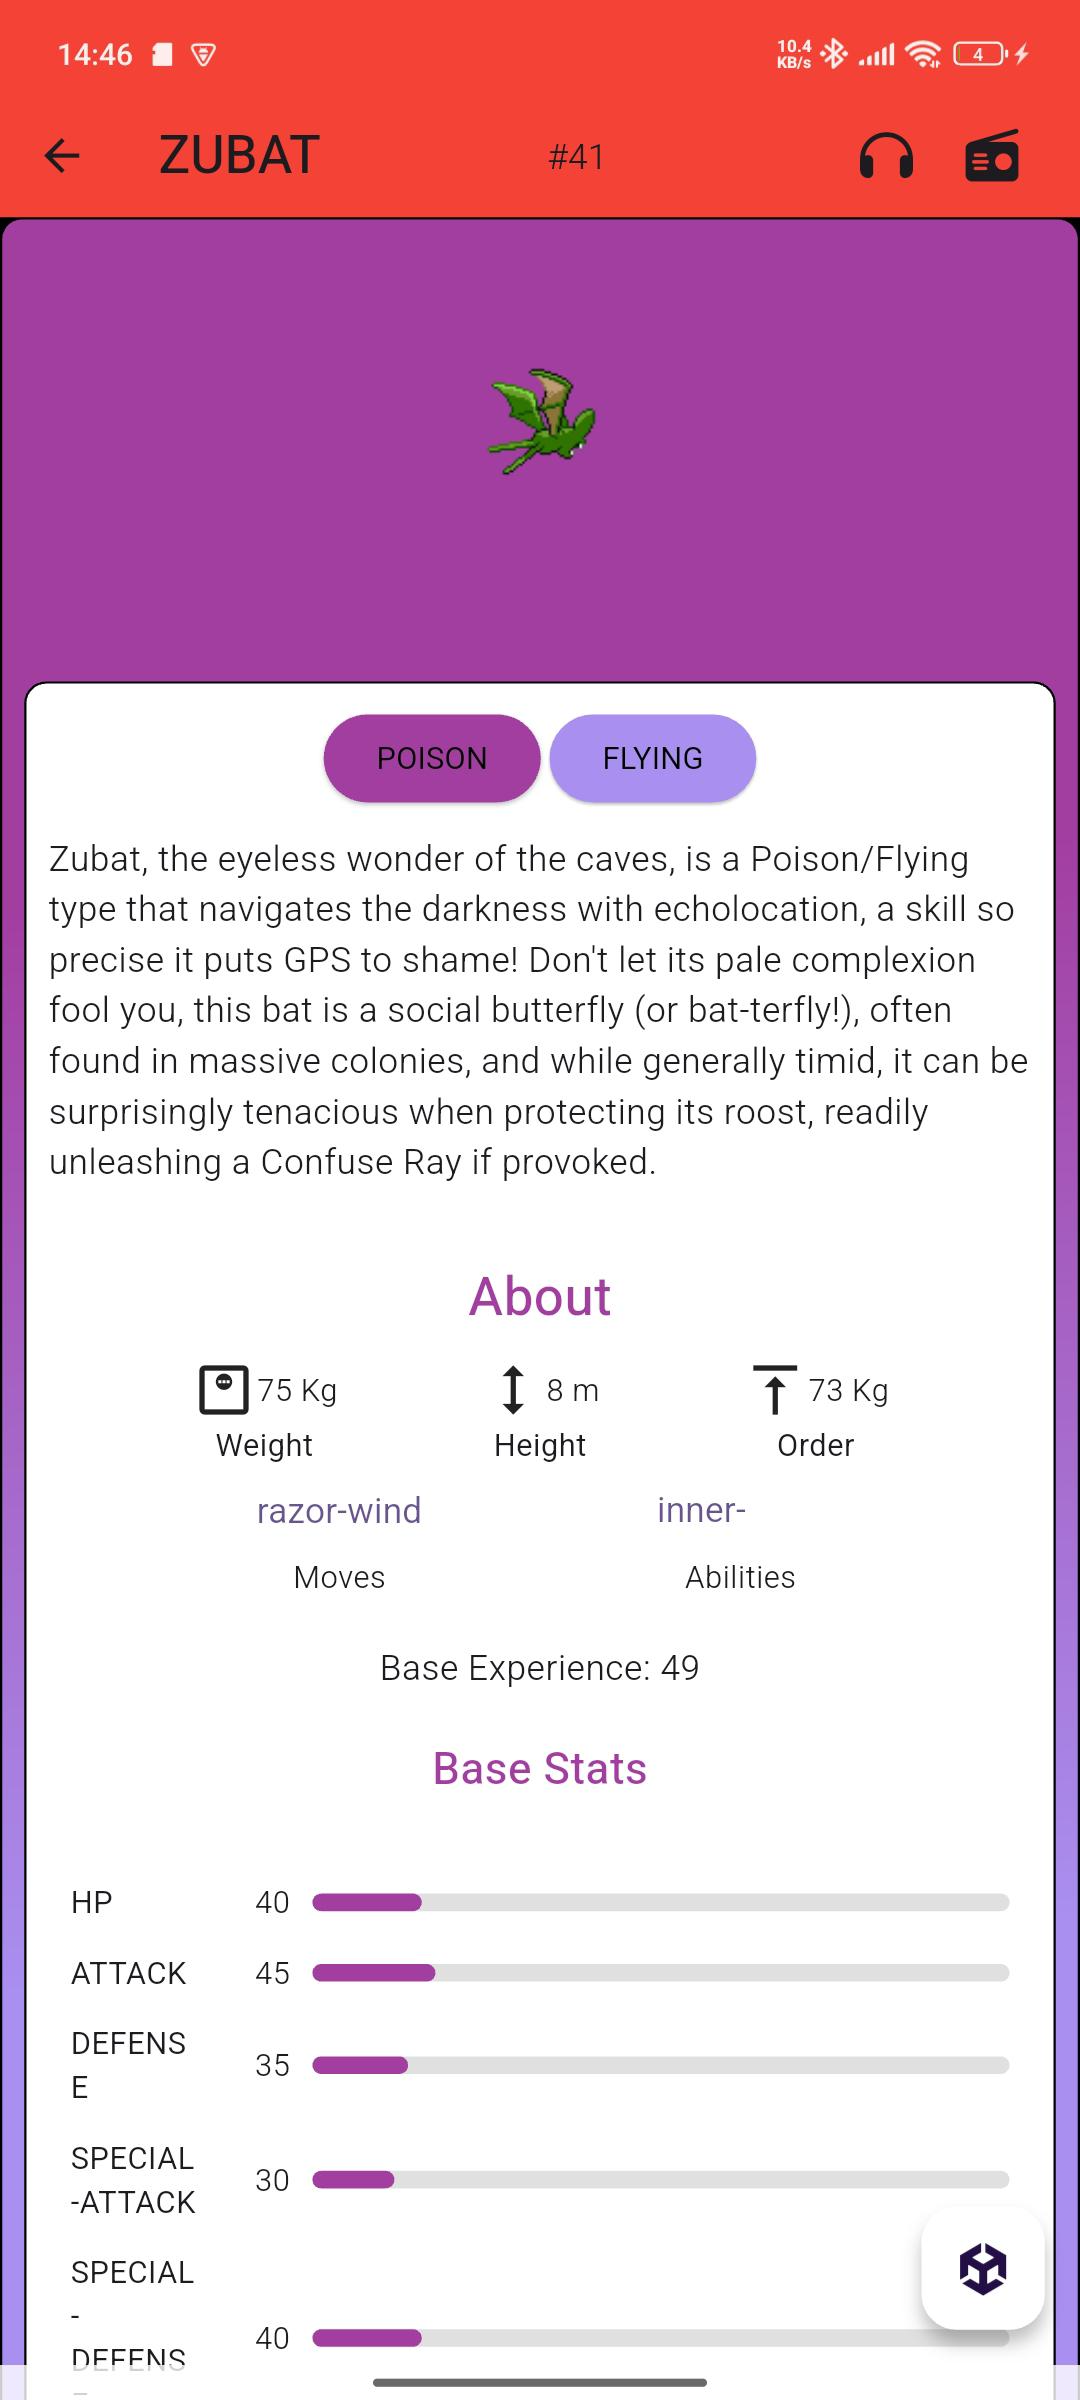 14:46
10.4
KB/s
4
ZUBAT
#41
POISON
FLYING
Zubat, the eyeless wonder of the caves, is a Poison/Flying
type that navigates the darkness with echolocation, a skill so
precise it puts GPS to shame! Don't let its pale complexion
fool you, this bat is a social butterfly (or bat-terfly!), often
found in massive colonies, and while generally timid, it can be
surprisingly tenacious when protecting its roost, readily
unleashing a Confuse Ray if provoked.
About
75 Kg
8 m
73 Kg
Weight
Height
Order
razor-wind
inner-
Moves
Abilities
Base Experience: 49
Base Stats
HP 40
ATTACK 45
DEFENS
E
35
SPECIAL
-ATTACK
30
SPECIAL
-
DEFENS
40